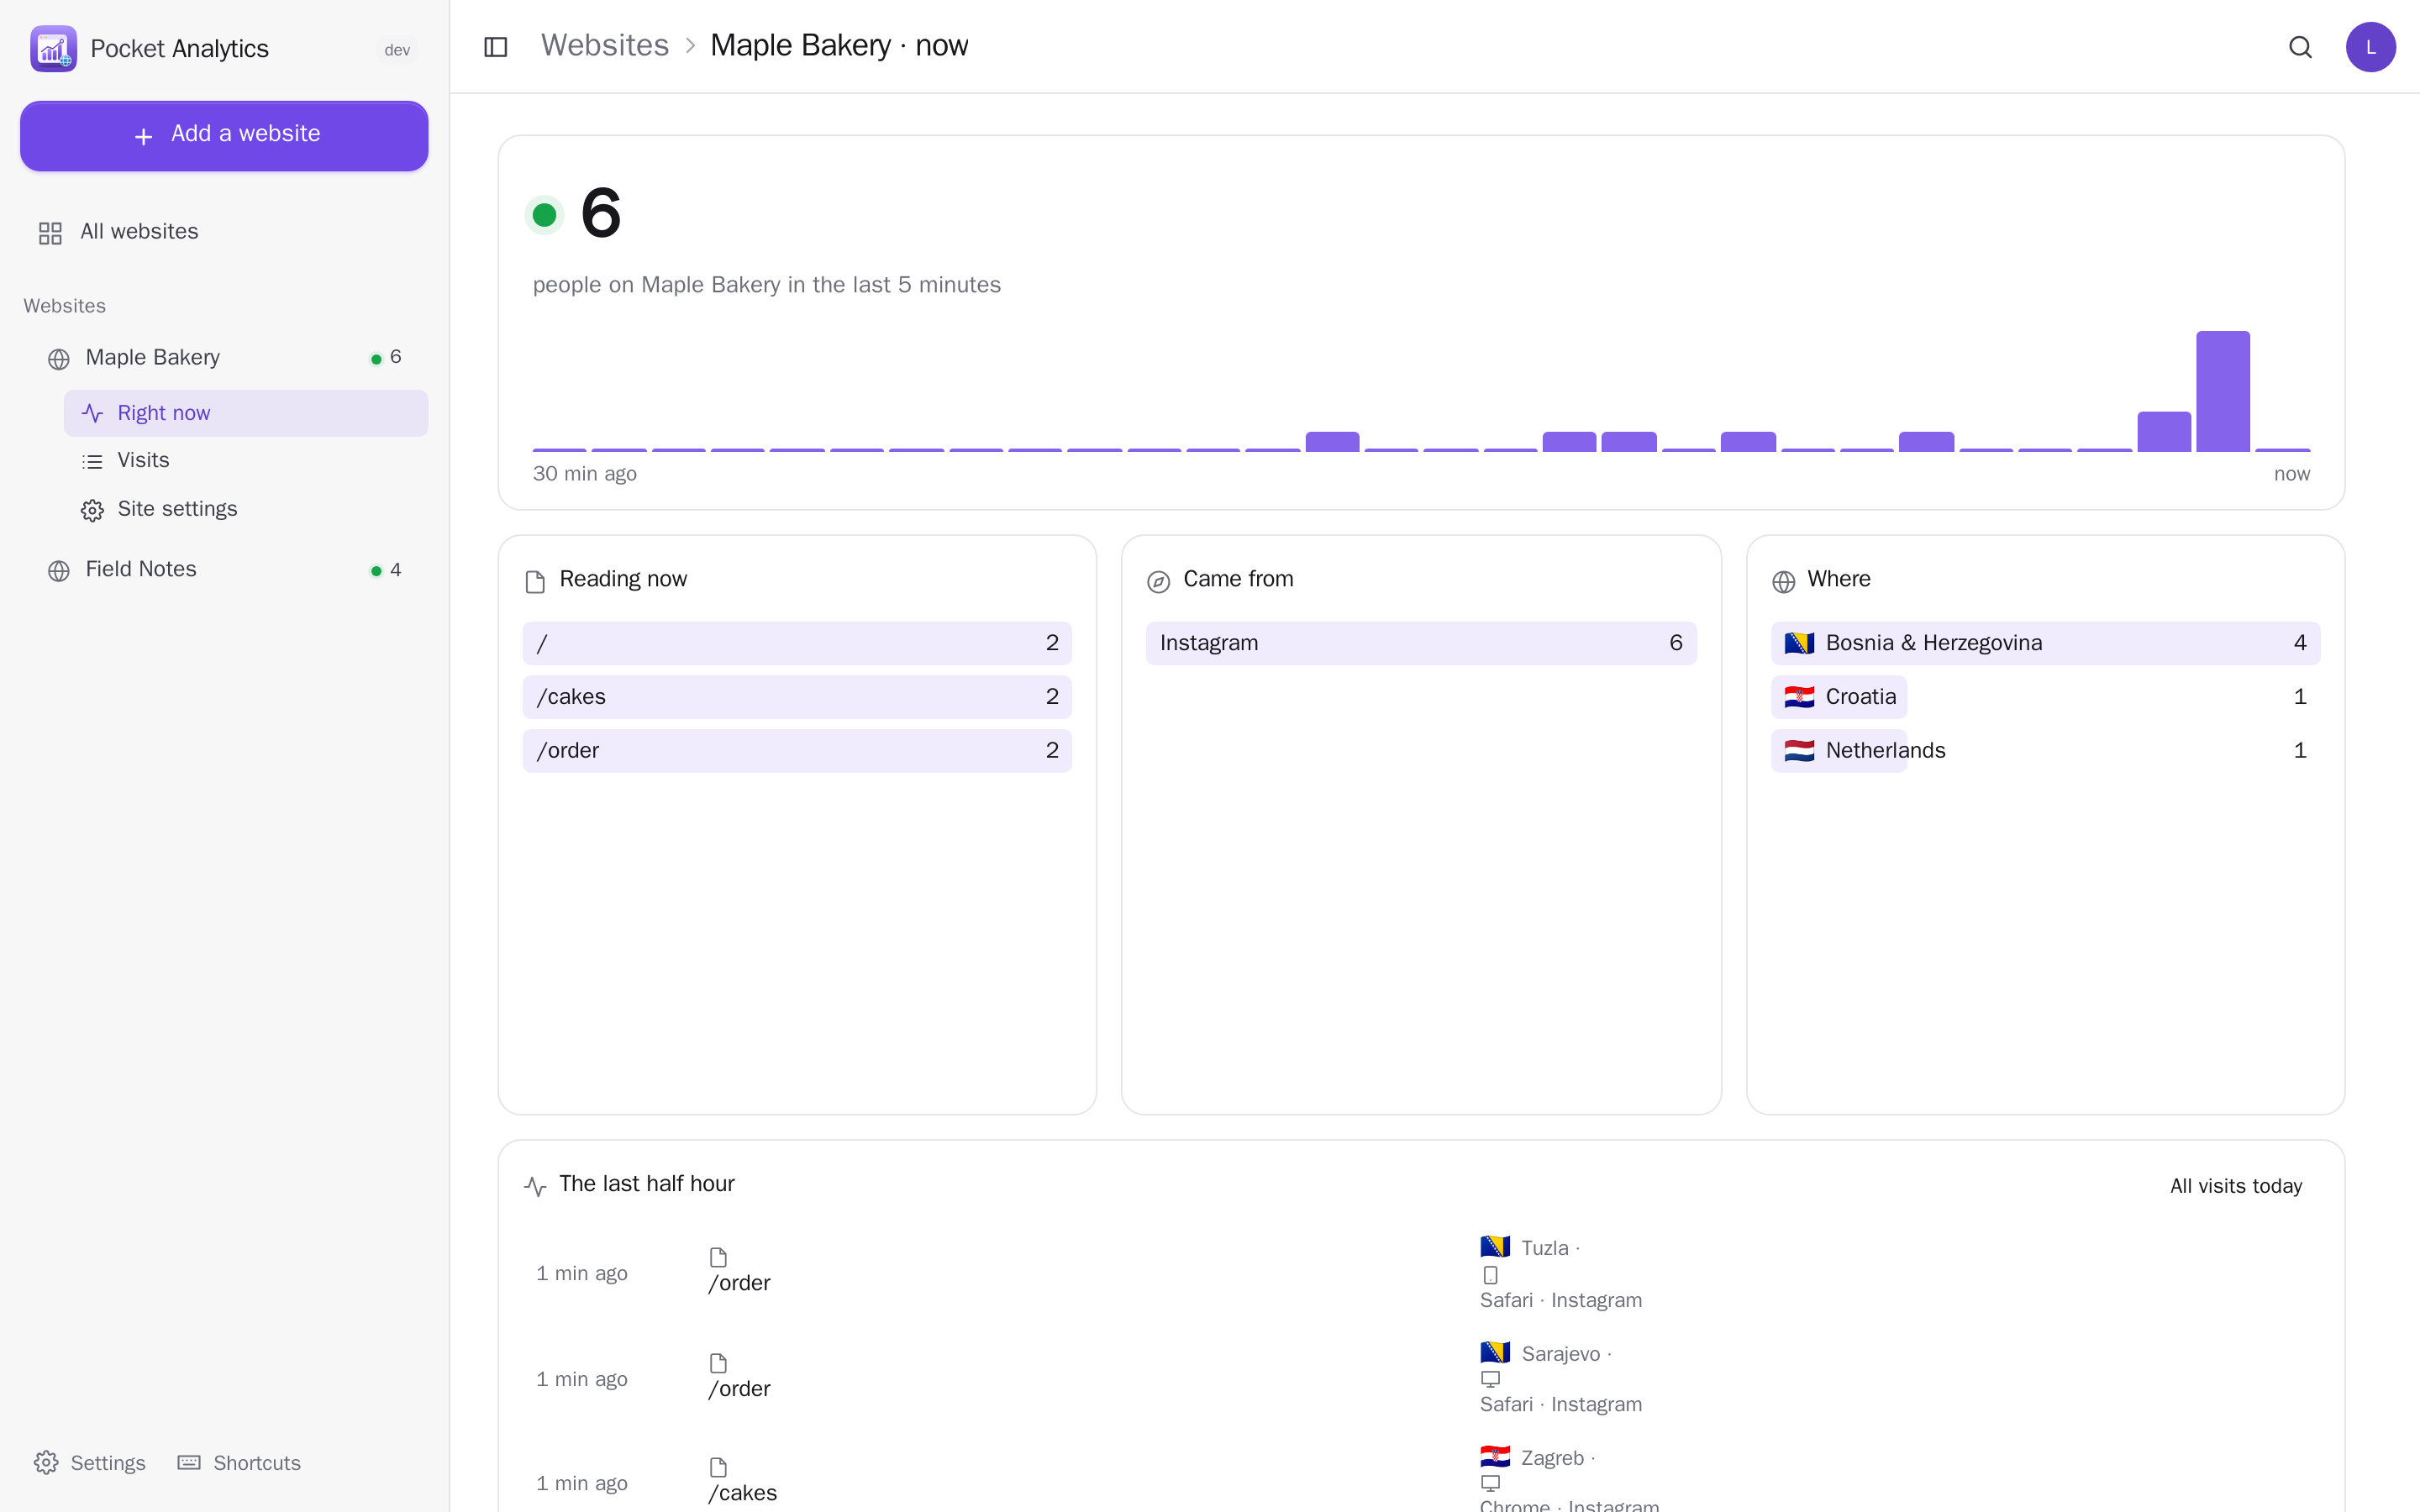 Pocket Analytics
dev
Add a website
All websites
Websites
Maple Bakery
6
Right now
Visits
Site settings
Field Notes
4
Settings
Shortcuts
Websites > Maple Bakery · now
L
6
people on Maple Bakery in the last 5 minutes
30 min ago
now
Reading now
/ 2
/cakes 2
/order 2
Came from
Instagram 6
Where
Bosnia & Herzegovina 4
Croatia 1
Netherlands 1
The last half hour
All visits today
1 min ago
/order
Tuzla ·
Safari · Instagram
1 min ago
/order
Sarajevo ·
Safari · Instagram
1 min ago
/cakes
Zagreb ·
Chrome · Instagram